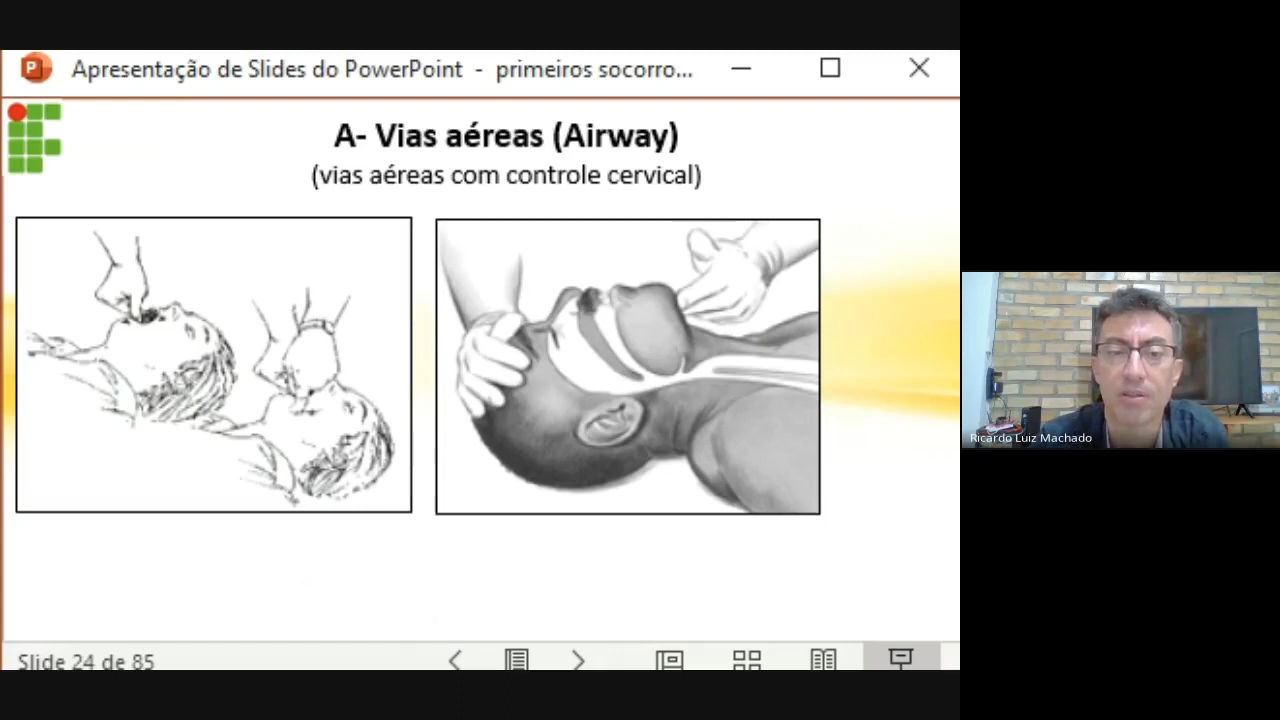 Apresentação de Slides do PowerPoint - primeiros socorro...
A- Vias aéreas (Airway)
(vias aéreas com controle cervical)
Ricardo Luiz Machado
Slide 24 de 85